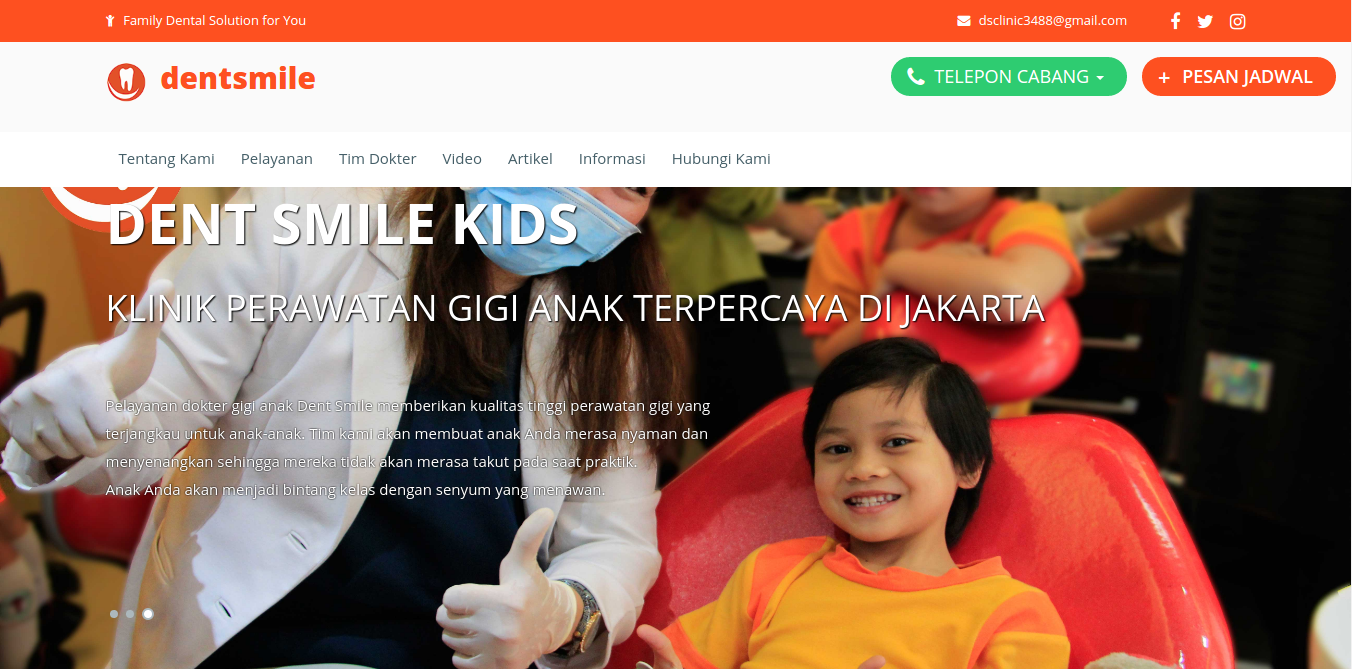 Family Dental Solution for You
dsclinic3488@gmail.com
dentsmile
TELEPON CABANG
+ PESAN JADWAL
Tentang Kami Pelayanan Tim Dokter Video Artikel Informasi Hubungi Kami
DENT SMILE KIDS
KLINIK PERAWATAN GIGI ANAK TERPERCAYA DI JAKARTA
Pelayanan dokter gigi anak Dent Smile memberikan kualitas tinggi perawatan gigi yang
terjangkau untuk anak-anak. Tim kami akan membuat anak Anda merasa nyaman dan
menyenangkan sehingga mereka tidak akan merasa takut pada saat praktik.
Anak Anda akan menjadi bintang kelas dengan senyum yang menawan.